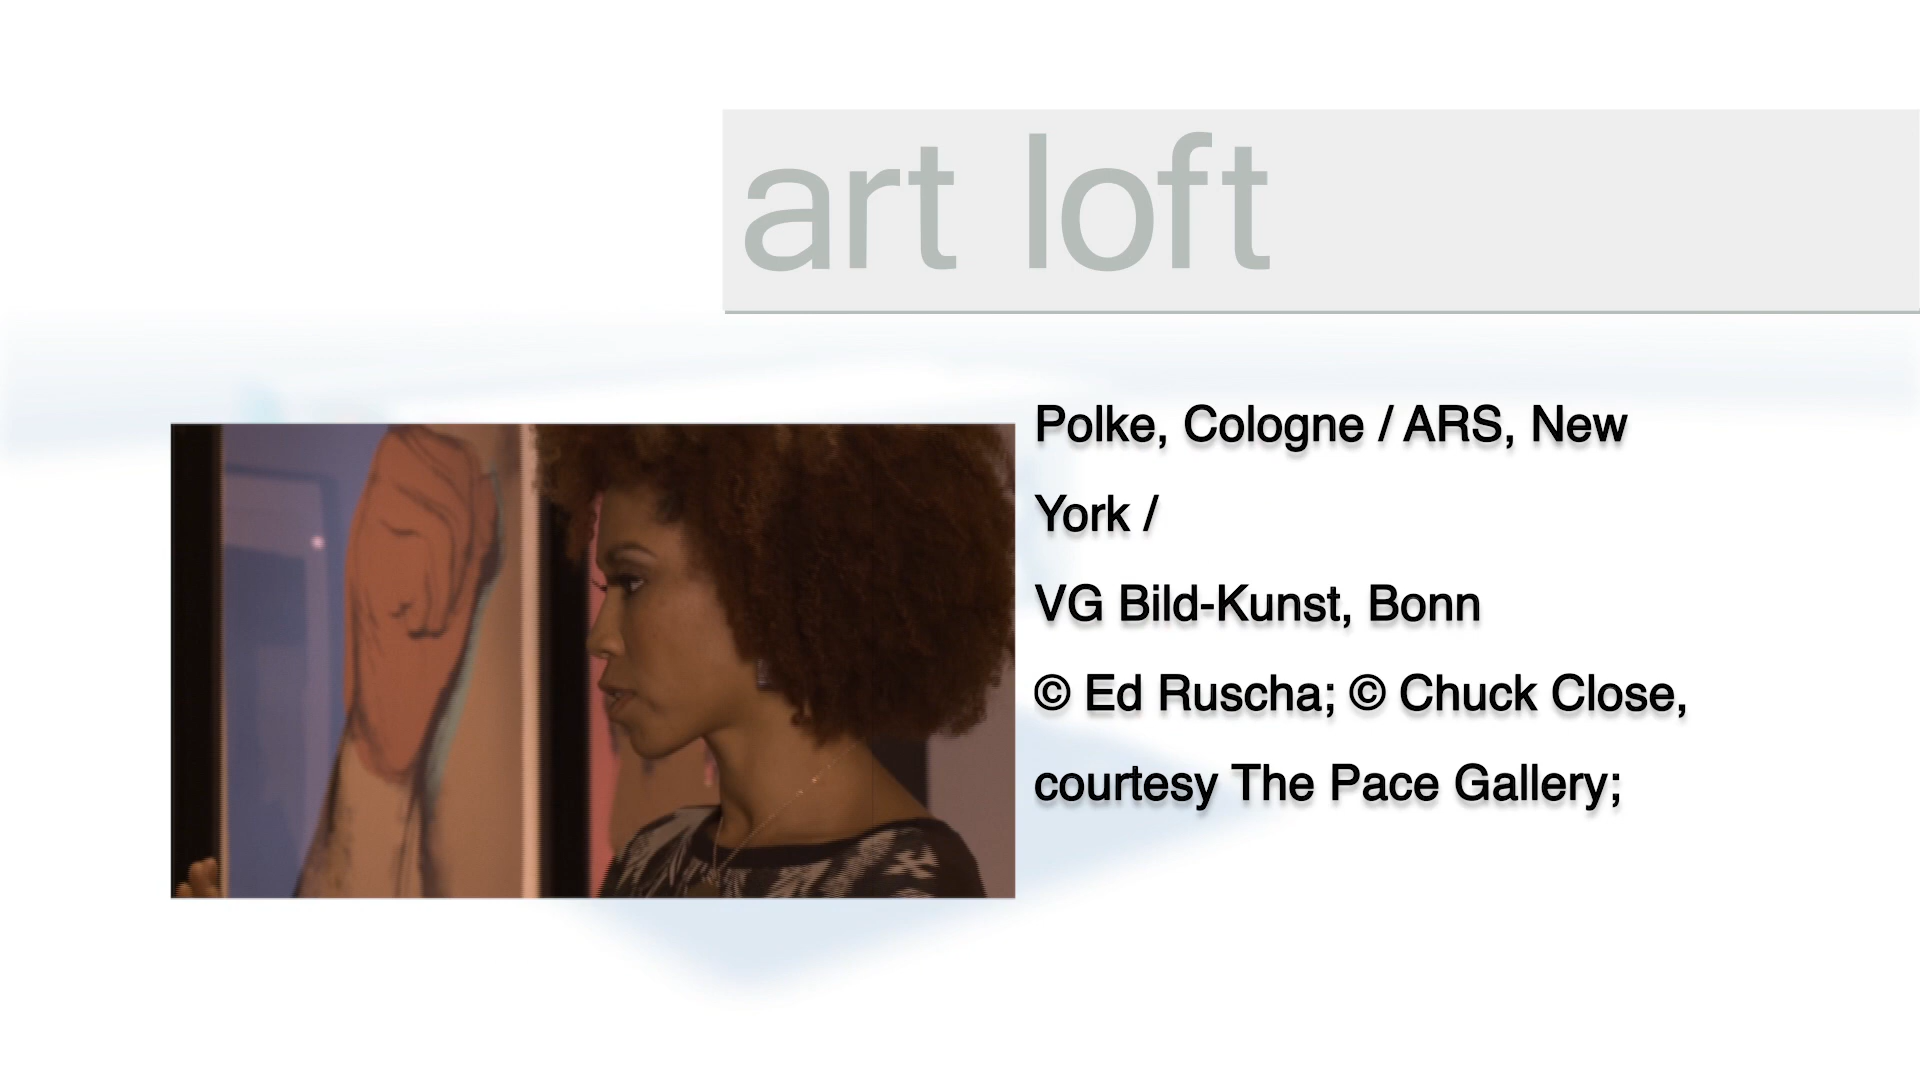 art loft
Polke, Cologne / ARS, New
York /
VG Bild-Kunst, Bonn
© Ed Ruscha; © Chuck Close,
courtesy The Pace Gallery;